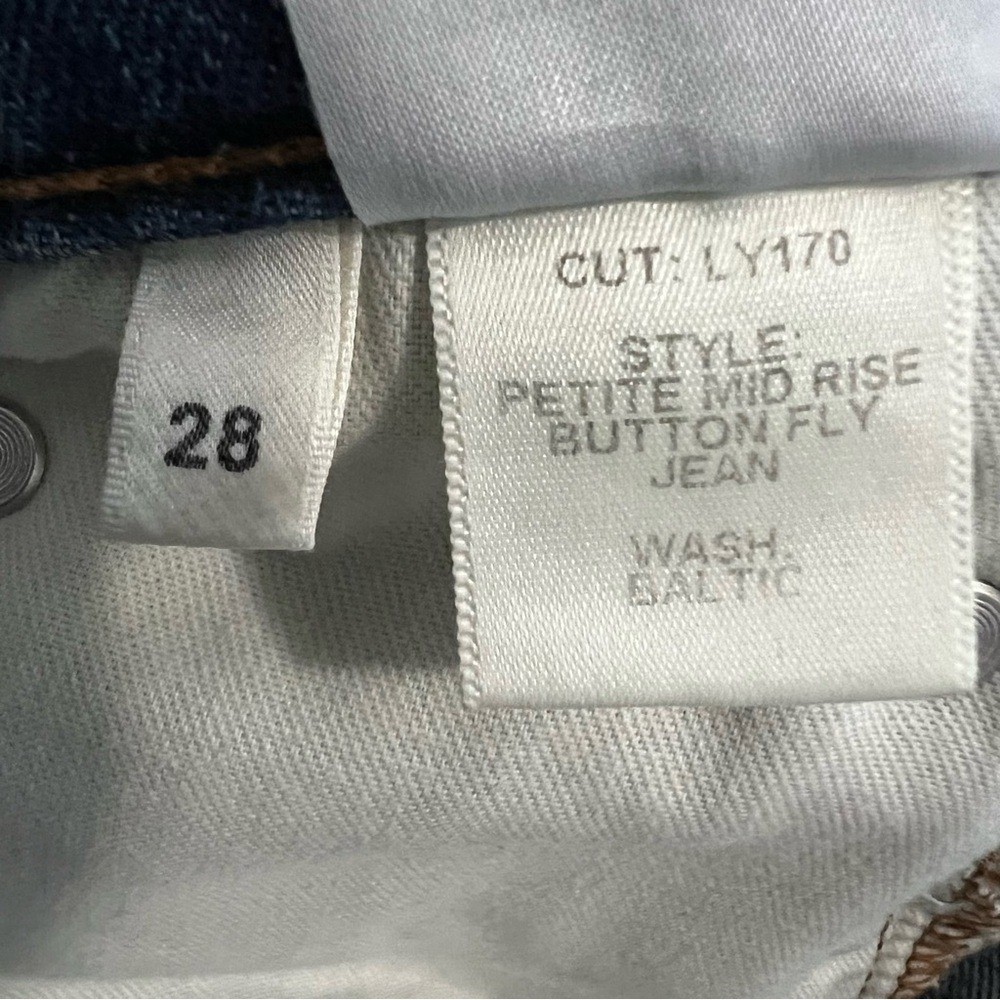 28
CUT: LY170
STYLE:
PETITE MID RISE
BUTTON FLY
JEAN
WASH:
BALTIC